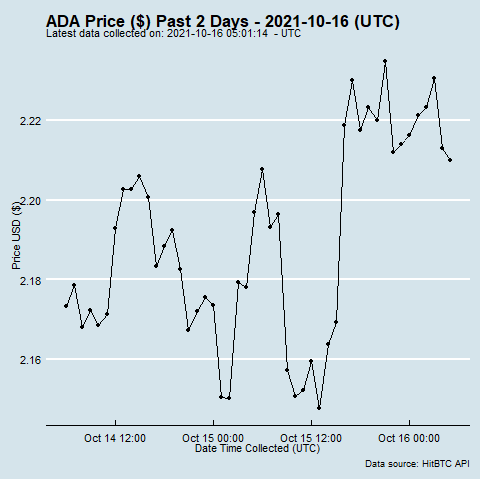 ADA Price ($) Past 2 Days - 2021-10-16 (UTC)
Latest data collected on: 2021-10-16 05:01:14  - UTC
2.22
2.20
2.18
2.16
Price USD ($)
Oct 14 12:00 Oct 15 00:00 Oct 15 12:00 Oct 16 00:00
Date Time Collected (UTC)
Data source: HitBTC API